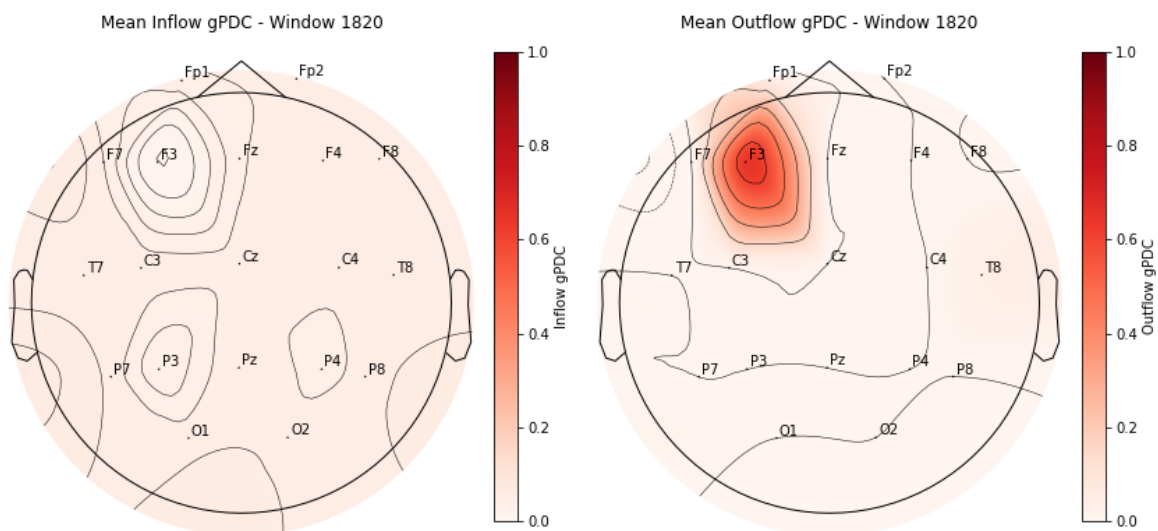 Mean Inflow gPDC - Window 1820
Mean Outflow gPDC - Window 1820
Fp1 Fp2
F7 F3 Fz F4 F8
T7 C3 Cz C4 T8
P7 P3 Pz P4 P8
O1 O2
1.0
0.8
0.6
0.4
0.2
0.0
Inflow gPDC
Fp1 Fp2
F7 F3 Fz F4 F8
T7 C3 Cz C4 T8
P7 P3 Pz P4 P8
O1 O2
1.0
0.8
0.6
0.4
0.2
0.0
Outflow gPDC